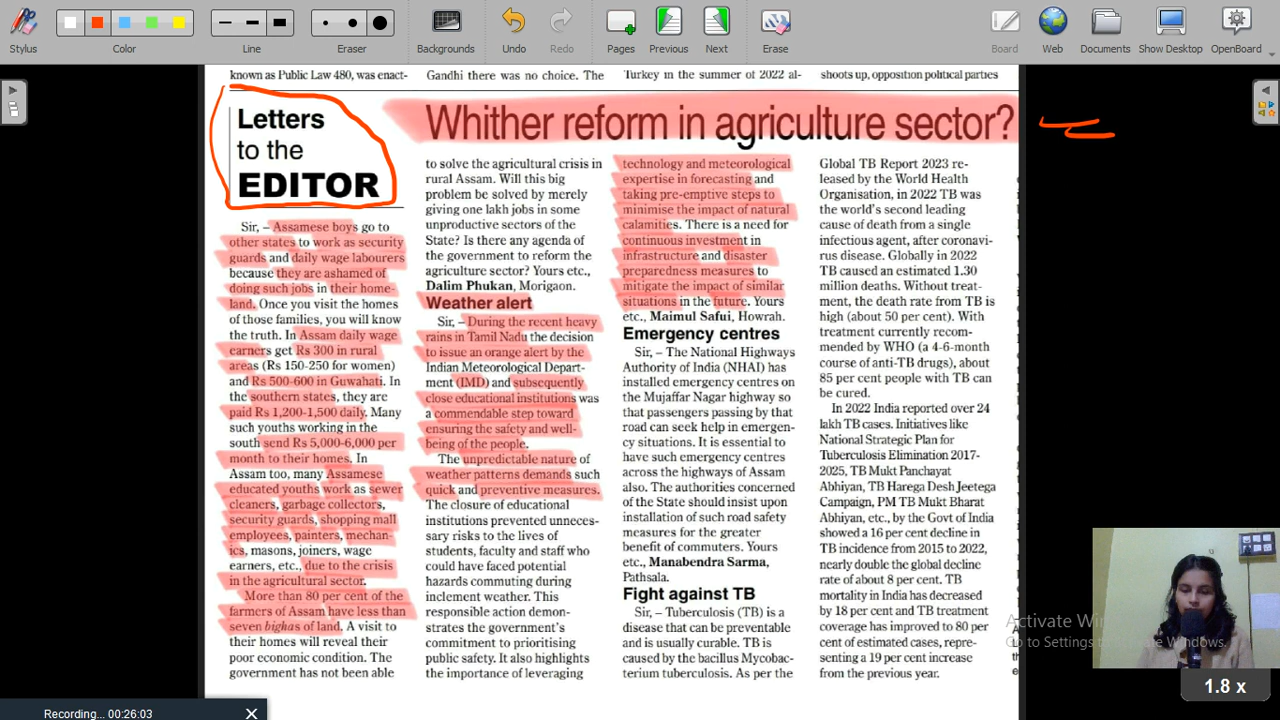 Stylus
Color
Line
Eraser
Backgrounds
Undo
Redo
Pages
Previous
Next
Erase
Board
Web
Documents
Show Desktop
OpenBoard
known as Public Law 480, was enact-
Gandhi there was no choice. The
Turkey in the summer of 2022 al-
shoots up, opposition political parties
Letters
to the
EDITOR
Whither reform in agriculture sector?
Sir, – Assamese boys go to
other states to work as security
guards and daily wage labourers
because they are ashamed of
doing such jobs in their home-
land. Once you visit the homes
of those families, you will know
the truth. In Assam daily wage
earners get Rs 300 in rural
areas (Rs 150-250 for women)
and Rs 500-600 in Guwahati. In
the southern states, they are
paid Rs 1,200-1,500 daily. Many
such youths working in the
south send Rs 5,000-6,000 per
month to their homes. In
Assam too, many Assamese
educated youths work as sewer
cleaners, garbage collectors,
security guards, shopping mall
employees, painters, mechan-
ics, masons, joiners, wage
earners, etc., due to the crisis
in the agricultural sector.
More than 80 per cent of the
farmers of Assam have less than
seven bighas of land. A visit to
their homes will reveal their
poor economic condition. The
government has not been able
to solve the agricultural crisis in
rural Assam. Will this big
problem be solved by merely
giving one lakh jobs in some
unproductive sectors of the
State? Is there any agenda of
the government to reform the
agriculture sector? Yours etc.,
Dalim Phukan, Morigaon.
Weather alert
Sir, – During the recent heavy
rains in Tamil Nadu the decision
to issue an orange alert by the
Indian Meteorological Depart-
ment (IMD) and subsequently
close educational institutions was
a commendable step toward
ensuring the safety and well-
being of the people.
The unpredictable nature of
weather patterns demands such
quick and preventive measures.
The closure of educational
institutions prevented unneces-
sary risks to the lives of
students, faculty and staff who
could have faced potential
hazards commuting during
inclement weather. This
responsible action demon-
strates the government's
commitment to prioritising
public safety. It also highlights
the importance of leveraging
technology and meteorological
expertise in forecasting and
taking pre-emptive steps to
minimise the impact of natural
calamities. There is a need for
continuous investment in
infrastructure and disaster
preparedness measures to
mitigate the impact of similar
situations in the future. Yours
etc., Maimul Safui, Howrah.
Emergency centres
Sir, – The National Highways
Authority of India (NHAI) has
installed emergency centres on
the Mujaffar Nagar highway so
that passengers passing by that
road can seek help in emergen-
cy situations. It is essential to
have such emergency centres
across the highways of Assam
also. The authorities concerned
of the State should insist upon
installation of such road safety
measures for the greater
benefit of commuters. Yours
etc., Manabendra Sarma,
Pathsala.
Fight against TB
Sir, – Tuberculosis (TB) is a
disease that can be preventable
and is usually curable. TB is
caused by the bacillus Mycobac-
terium tuberculosis. As per the
Global TB Report 2023 re-
leased by the World Health
Organisation, in 2022 TB was
the world's second leading
cause of death from a single
infectious agent, after coronavi-
rus disease. Globally in 2022
TB caused an estimated 1.30
million deaths. Without treat-
ment, the death rate from TB is
high (about 50 per cent). With
treatment currently recom-
mended by WHO (a 4-6-month
course of anti-TB drugs), about
85 per cent people with TB can
be cured.
In 2022 India reported over 24
lakh TB cases. Initiatives like
National Strategic Plan for
Tuberculosis Elimination 2017-
2025, TB Mukt Panchayat
Abhiyan, TB Harega Desh Jeetega
Campaign, PM TB Mukt Bharat
Abhiyan, etc., by the Govt of India
showed a 16 per cent decline in
TB incidence from 2015 to 2022,
nearly double the global decline
rate of about 8 per cent. TB
mortality in India has decreased
by 18 per cent and TB treatment
coverage has improved to 80 per
cent of estimated cases, repre-
senting a 19 per cent increase
from the previous year.
Activate Win
Go to Settings to activate Windows.
1.8 x
Recording... 00:26:03